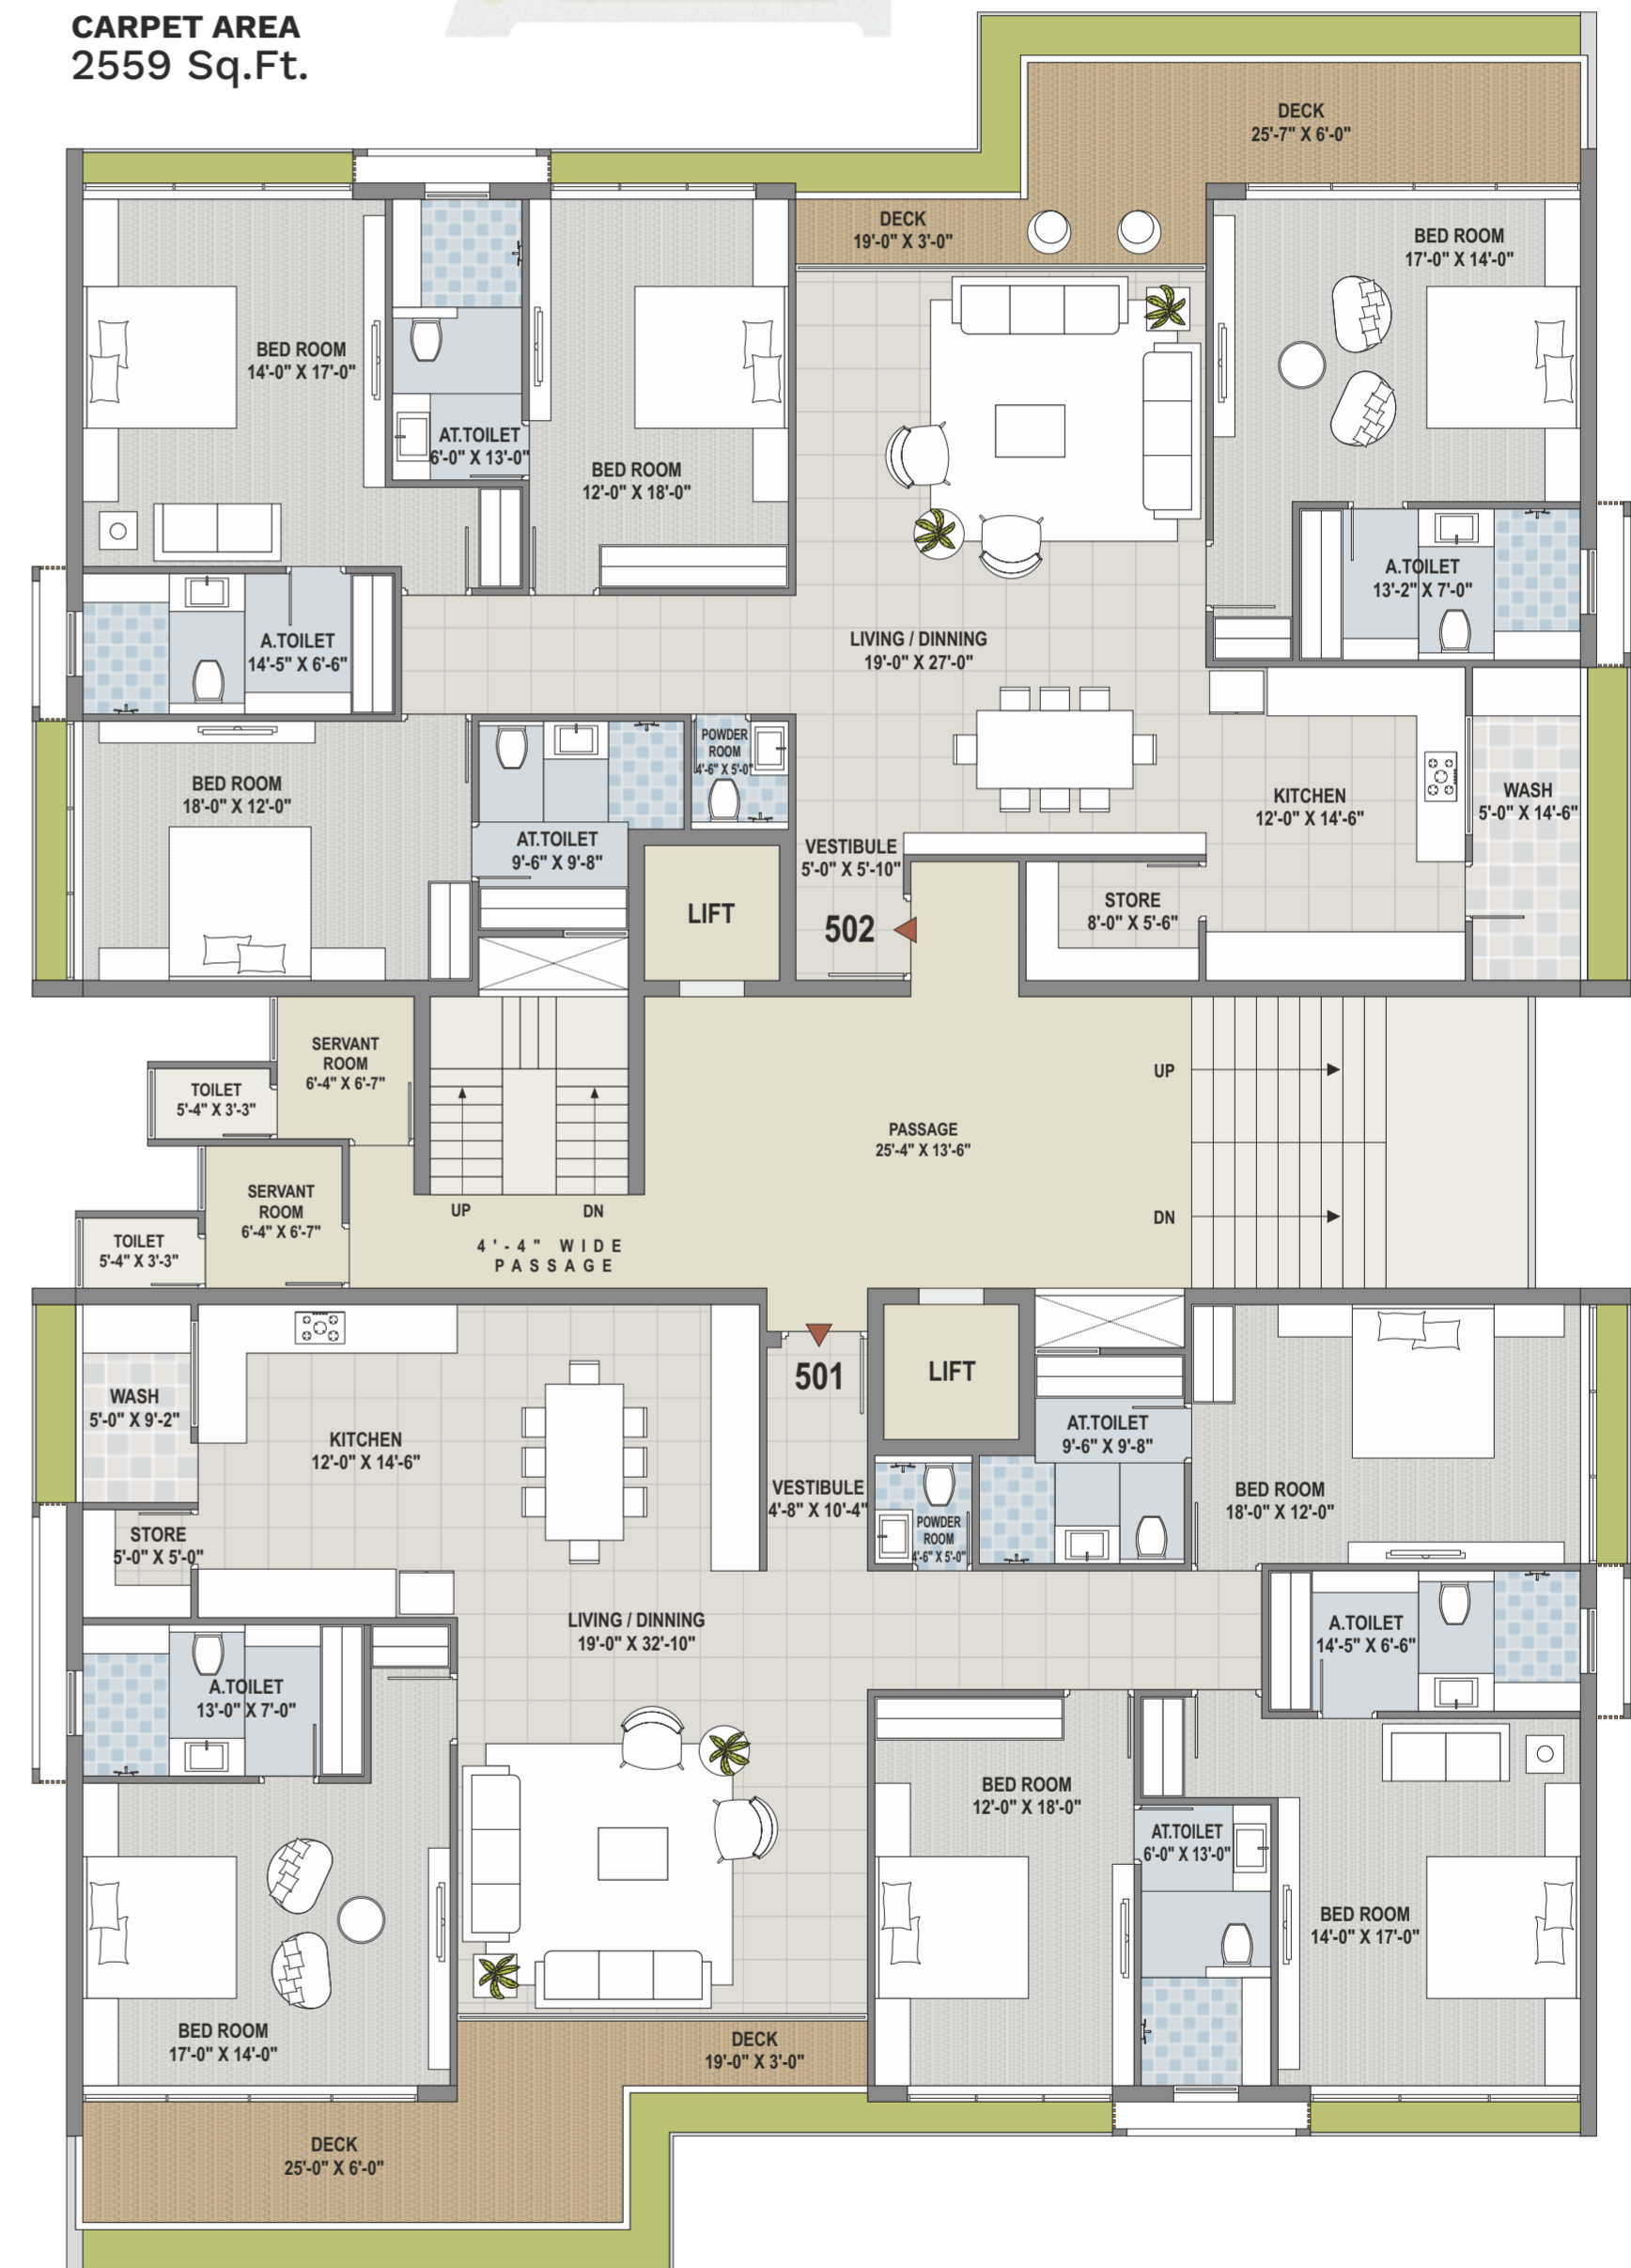 CARPET AREA
2559 Sq.Ft.
DECK
25'-7" X 6'-0"
DECK
19'-0" X 3'-0"
BED ROOM
17'-0" X 14'-0"
BED ROOM
14'-0" X 17'-0"
AT.TOILET
6'-0" X 13'-0"
BED ROOM
12'-0" X 18'-0"
A.TOILET
13'-2" X 7'-0"
A.TOILET
14'-5" X 6'-6"
LIVING / DINNING
19'-0" X 27'-0"
BED ROOM
18'-0" X 12'-0"
POWDER
ROOM
4'-6" X 5'-0"
AT.TOILET
9'-6" X 9'-8"
VESTIBULE
5'-0" X 5'-10"
KITCHEN
12'-0" X 14'-6"
WASH
5'-0" X 14'-6"
LIFT
502
STORE
8'-0" X 5'-6"
SERVANT
ROOM
6'-4" X 6'-7"
TOILET
5'-4" X 3'-3"
UP
PASSAGE
25'-4" X 13'-6"
SERVANT
ROOM
6'-4" X 6'-7"
TOILET
5'-4" X 3'-3"
UP
DN
DN
4'-4" WIDE
PASSAGE
WASH
5'-0" X 9'-2"
KITCHEN
12'-0" X 14'-6"
501
LIFT
AT.TOILET
9'-6" X 9'-8"
VESTIBULE
4'-8" X 10'-4"
BED ROOM
18'-0" X 12'-0"
POWDER
ROOM
4'-6" X 5'-0"
STORE
5'-0" X 5'-0"
LIVING / DINNING
19'-0" X 32'-10"
A.TOILET
14'-5" X 6'-6"
A.TOILET
13'-0" X 7'-0"
BED ROOM
12'-0" X 18'-0"
AT.TOILET
6'-0" X 13'-0"
BED ROOM
14'-0" X 17'-0"
BED ROOM
17'-0" X 14'-0"
DECK
19'-0" X 3'-0"
DECK
25'-0" X 6'-0"